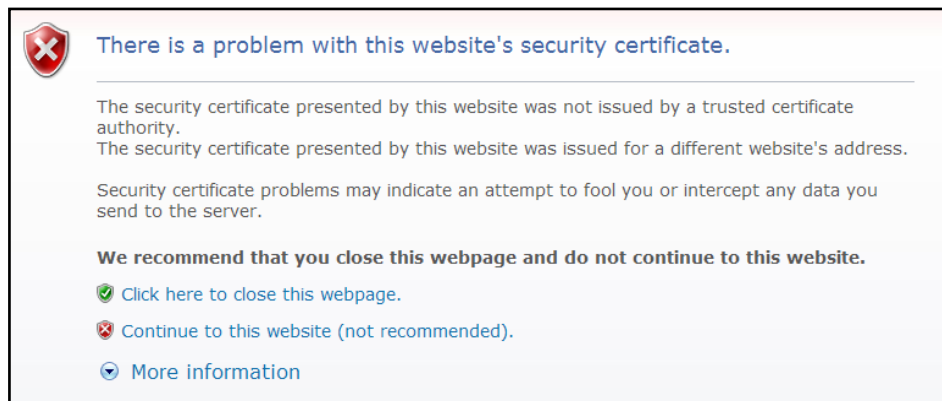 There is a problem with this website's security certificate.
The security certificate presented by this website was not issued by a trusted certificate
authority.
The security certificate presented by this website was issued for a different website's address.
Security certificate problems may indicate an attempt to fool you or intercept any data you
send to the server.
We recommend that you close this webpage and do not continue to this website.
Click here to close this webpage.
Continue to this website (not recommended).
More information